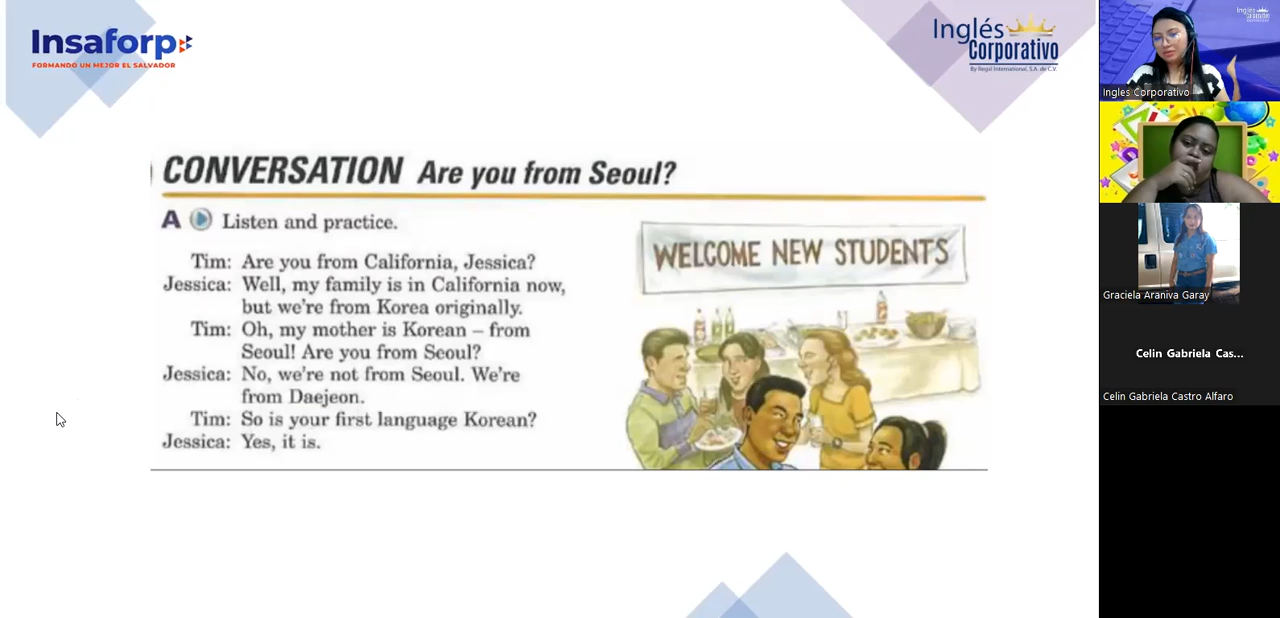 Insaforp
FORMANDO UN MEJOR EL SALVADOR
Inglés
Corporativo
By Regal International, S.A. de C.V.
CONVERSATION Are you from Seoul?
A Listen and practice.
Tim: Are you from California, Jessica?
Jessica: Well, my family is in California now,
but we're from Korea originally.
Tim: Oh, my mother is Korean – from
Seoul! Are you from Seoul?
Jessica: No, we're not from Seoul. We're
from Daejeon.
Tim: So is your first language Korean?
Jessica: Yes, it is.
WELCOME NEW STUDENTS
Ingles Corporativo
Graciela Araniva Garay
Celin Gabriela Cas...
Celin Gabriela Castro Alfaro